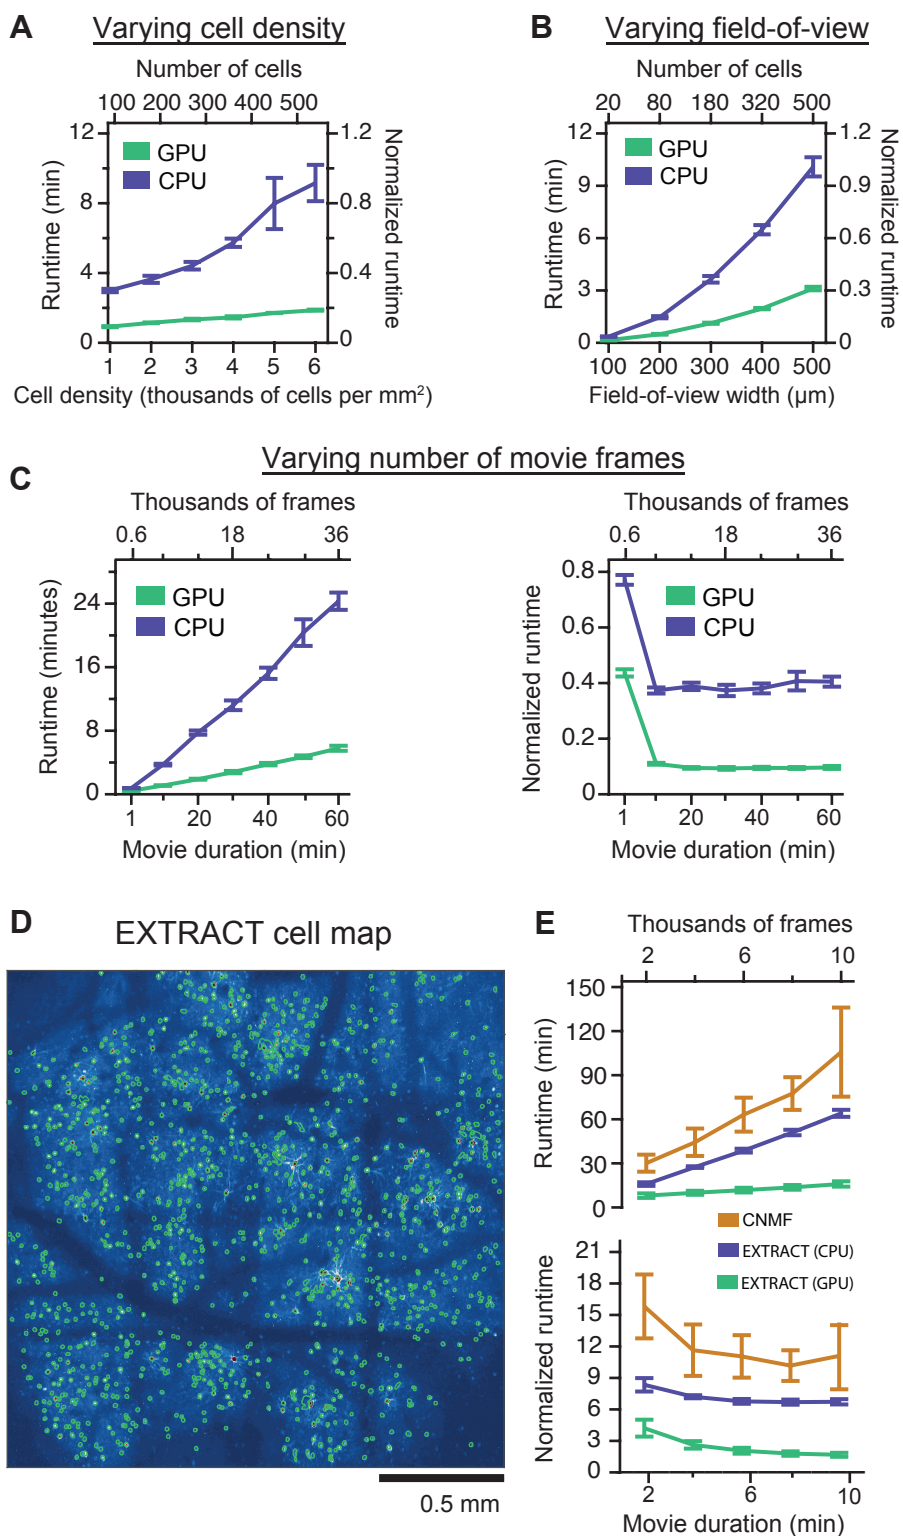 A
Varying cell density
Number of cells
100 200 300 400 500
12
8
4
0
Runtime (min)
GPU
CPU
1.2
0.8
0.4
0
Normalized runtime
1 2 3 4 5 6
Cell density (thousands of cells per mm²)
B
Varying field-of-view
Number of cells
20 80 180 320 500
12
9
6
3
0
Runtime (min)
GPU
CPU
1.2
0.9
0.6
0.3
0
Normalized runtime
100 200 300 400 500
Field-of-view width (µm)
C
Varying number of movie frames
Thousands of frames
0.6 18 36
24
16
8
0
Runtime (minutes)
GPU
CPU
1 20 40 60
Movie duration (min)
Thousands of frames
0.6 18 36
0.8
0.6
0.4
0.2
0
Normalized runtime
GPU
CPU
1 20 40 60
Movie duration (min)
D
EXTRACT cell map
0.5 mm
E
Thousands of frames
2 6 10
150
120
90
60
30
0
Runtime (min)
CNMF
EXTRACT (CPU)
EXTRACT (GPU)
21
18
15
12
9
6
3
0
Normalized runtime
2 6 10
Movie duration (min)